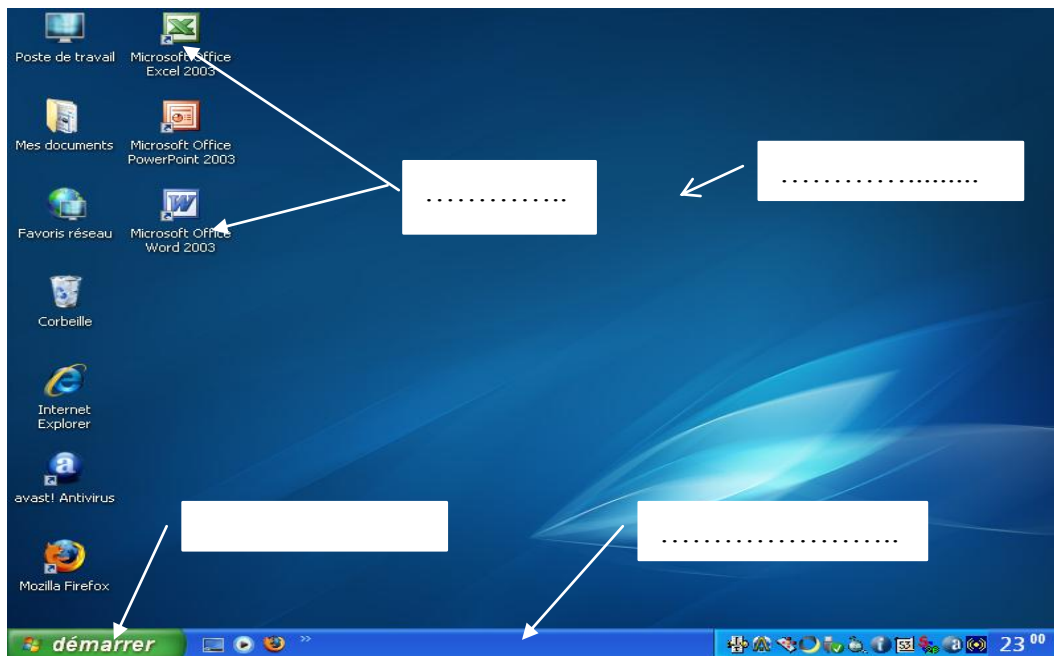 Poste de travail
Microsoft Office
Excel 2003
Mes documents
Microsoft Office
PowerPoint 2003
..............
......................
Favoris réseau
Microsoft Office
Word 2003
Corbeille
Internet
Explorer
avast! Antivirus
.......................
Mozilla Firefox
démarrer
23 00